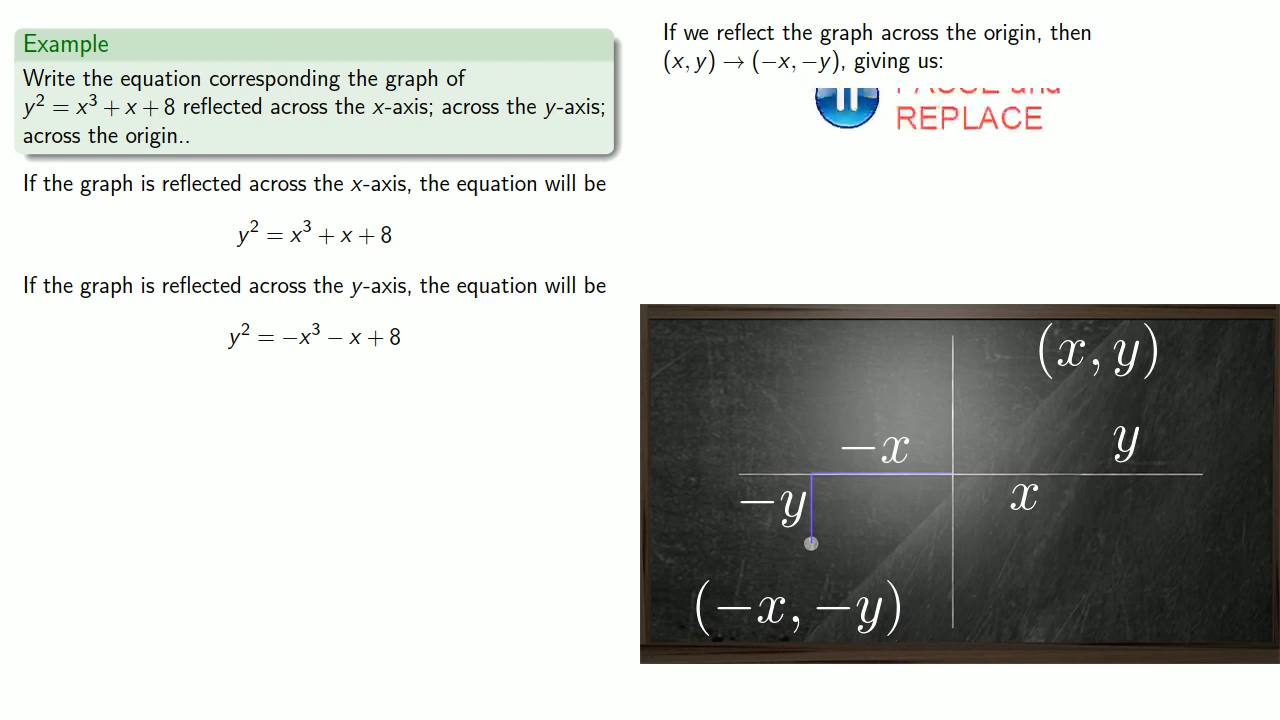 Example
Write the equation corresponding the graph of
y² = x³ + x + 8 reflected across the x-axis; across the y-axis;
across the origin..
If the graph is reflected across the x-axis, the equation will be
y² = x³ + x + 8
If the graph is reflected across the y-axis, the equation will be
y² = −x³ − x + 8
If we reflect the graph across the origin, then
(x, y) → (−x, −y), giving us:
PAUSE and
REPLACE
(x, y)
−x
y
−y
x
(−x, −y)